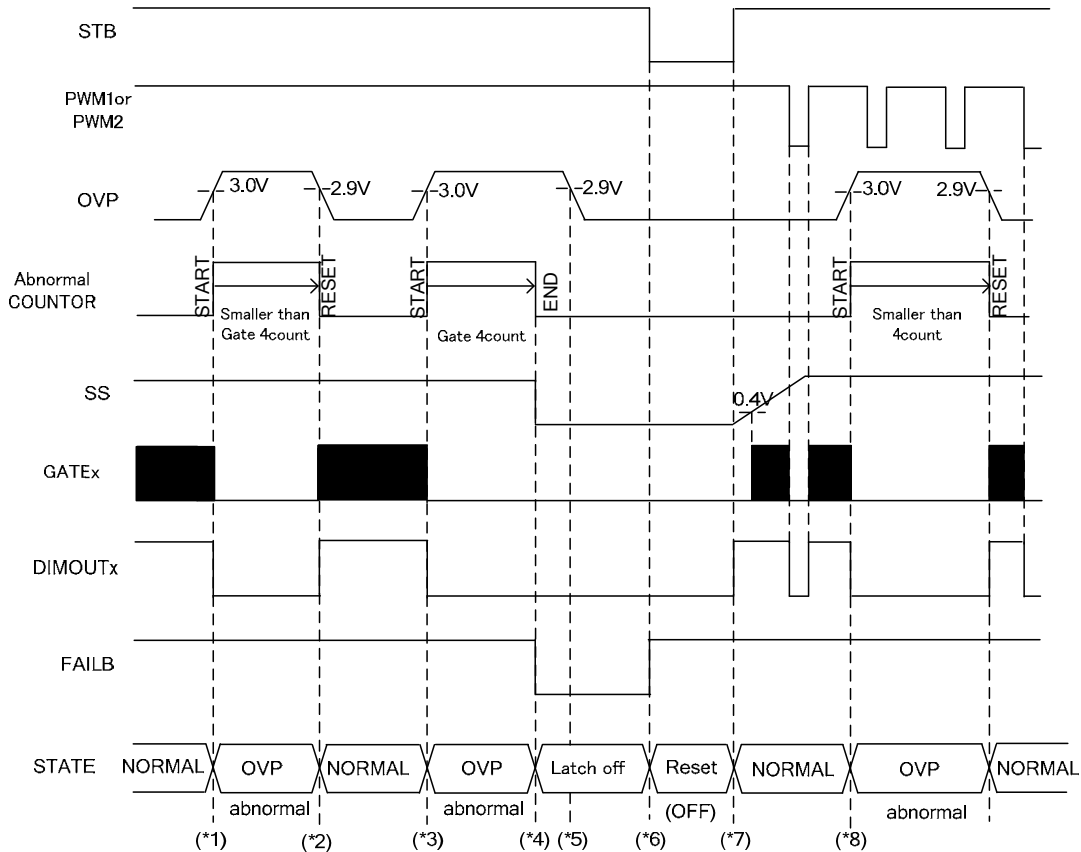 STB
PWM1or
PWM2
OVP
3.0V
2.9V
3.0V
2.9V
3.0V
2.9V
Abnormal
COUNTOR
START
RESET
START
END
START
RESET
Smaller than
Gate 4count
Gate 4count
Smaller than
4count
SS
0.4V
GATEx
DIMOUTx
FAILB
STATE
NORMAL
OVP
NORMAL
OVP
Latch off
Reset
NORMAL
OVP
NORMAL
abnormal
abnormal
(OFF)
abnormal
(*1)
(*2)
(*3)
(*4)
(*5)
(*6)
(*7)
(*8)